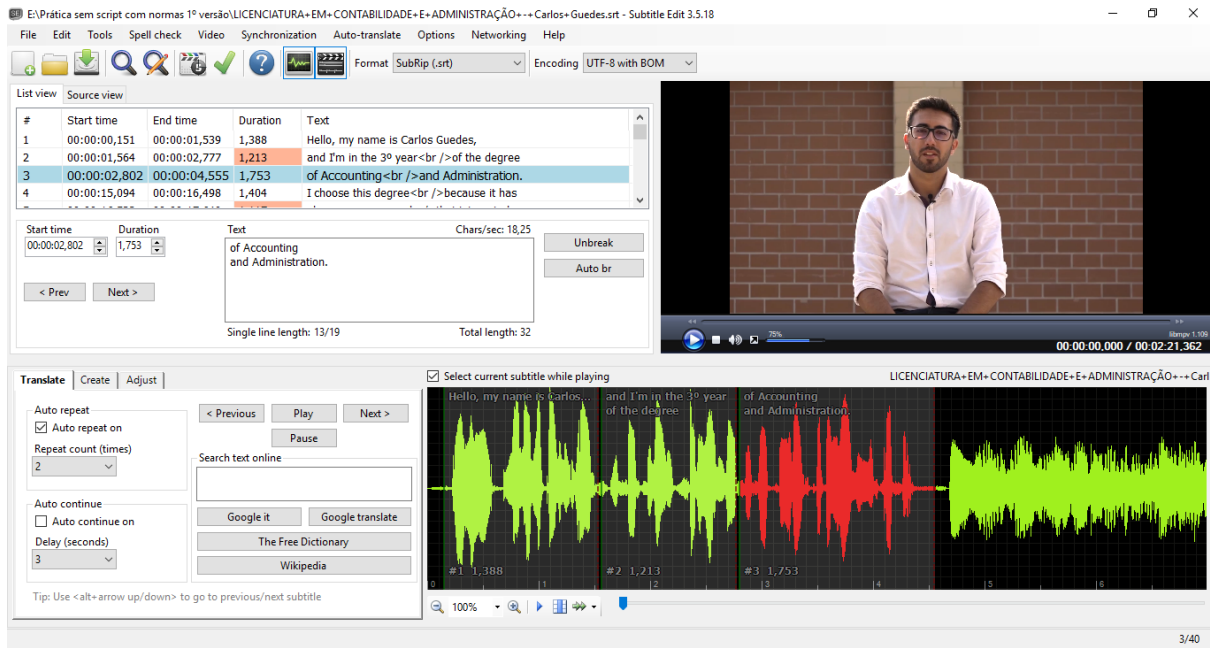 E:\Prática sem script com normas 1º versão\LICENCIATURA+EM+CONTABILIDADE+E+ADMINISTRAÇÃO+-+Carlos+Guedes.srt - Subtitle Edit 3.5.18
File Edit Tools Spell check Video Synchronization Auto-translate Options Networking Help
Format SubRip (.srt) Encoding UTF-8 with BOM
List view Source view
# Start time End time Duration Text
1 00:00:00,151 00:00:01,539 1,388 Hello, my name is Carlos Guedes,
2 00:00:01,564 00:00:02,777 1,213 and I'm in the 3º year<br />of the degree
3 00:00:02,802 00:00:04,555 1,753 of Accounting<br />and Administration.
4 00:00:15,094 00:00:16,498 1,404 I choose this degree<br />because it has
Start time Duration Text Chars/sec: 18,25
00:00:02,802 1,753
of Accounting
and Administration.
Unbreak
Auto br
< Prev Next >
Single line length: 13/19 Total length: 32
75%
libmpv 1.109
00:00:00,000 / 00:02:21,362
Translate Create Adjust
Auto repeat
Auto repeat on
Repeat count (times)
2
Auto continue
Auto continue on
Delay (seconds)
3
< Previous Play Next >
Pause
Search text online
Google it Google translate
The Free Dictionary
Wikipedia
Tip: Use <alt+arrow up/down> to go to previous/next subtitle
Select current subtitle while playing
LICENCIATURA+EM+CONTABILIDADE+E+ADMINISTRAÇÃO+-+Carl
Hello, my name is Carlos...
and I'm in the 3º year
of the degree
of Accounting
and Administration.
#1 1,388 #2 1,213 #3 1,753
0 1 2 3 4 5 6
100%
3/40